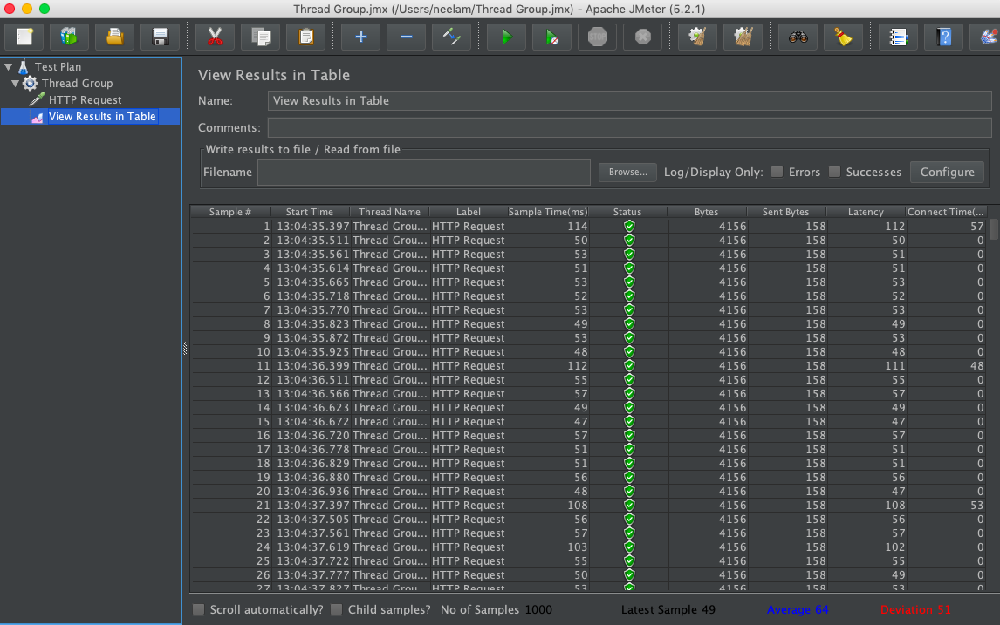 Thread Group.jmx (/Users/neelam/Thread Group.jmx) - Apache JMeter (5.2.1)
STOP
?
Test Plan
Thread Group
HTTP Request
View Results in Table
View Results in Table
Name: View Results in Table
Comments:
Write results to file / Read from file
Filename Browse... Log/Display Only: Errors Successes Configure
Sample # Start Time Thread Name Label Sample Time(ms) Status Bytes Sent Bytes Latency Connect Time(...
1 13:04:35.397 Thread Grou... HTTP Request 114 4156 158 112 57
2 13:04:35.511 Thread Grou... HTTP Request 50 4156 158 50 0
3 13:04:35.561 Thread Grou... HTTP Request 53 4156 158 51 0
4 13:04:35.614 Thread Grou... HTTP Request 51 4156 158 51 0
5 13:04:35.665 Thread Grou... HTTP Request 53 4156 158 53 0
6 13:04:35.718 Thread Grou... HTTP Request 52 4156 158 52 0
7 13:04:35.770 Thread Grou... HTTP Request 53 4156 158 53 0
8 13:04:35.823 Thread Grou... HTTP Request 49 4156 158 49 0
9 13:04:35.872 Thread Grou... HTTP Request 53 4156 158 53 0
10 13:04:35.925 Thread Grou... HTTP Request 48 4156 158 48 0
11 13:04:36.399 Thread Grou... HTTP Request 112 4156 158 111 48
12 13:04:36.511 Thread Grou... HTTP Request 55 4156 158 55 0
13 13:04:36.566 Thread Grou... HTTP Request 57 4156 158 57 0
14 13:04:36.623 Thread Grou... HTTP Request 49 4156 158 49 0
15 13:04:36.672 Thread Grou... HTTP Request 47 4156 158 47 0
16 13:04:36.720 Thread Grou... HTTP Request 57 4156 158 57 0
17 13:04:36.778 Thread Grou... HTTP Request 51 4156 158 51 0
18 13:04:36.829 Thread Grou... HTTP Request 51 4156 158 51 0
19 13:04:36.880 Thread Grou... HTTP Request 56 4156 158 56 0
20 13:04:36.936 Thread Grou... HTTP Request 48 4156 158 47 0
21 13:04:37.397 Thread Grou... HTTP Request 108 4156 158 108 53
22 13:04:37.505 Thread Grou... HTTP Request 56 4156 158 56 0
23 13:04:37.561 Thread Grou... HTTP Request 57 4156 158 57 0
24 13:04:37.619 Thread Grou... HTTP Request 103 4156 158 102 0
25 13:04:37.722 Thread Grou... HTTP Request 55 4156 158 55 0
26 13:04:37.777 Thread Grou... HTTP Request 50 4156 158 49 0
27 13:04:37.827 Thread Grou... HTTP Request 53 4156 158 53 0
Scroll automatically? Child samples? No of Samples 1000 Latest Sample 49 Average 64 Deviation 51